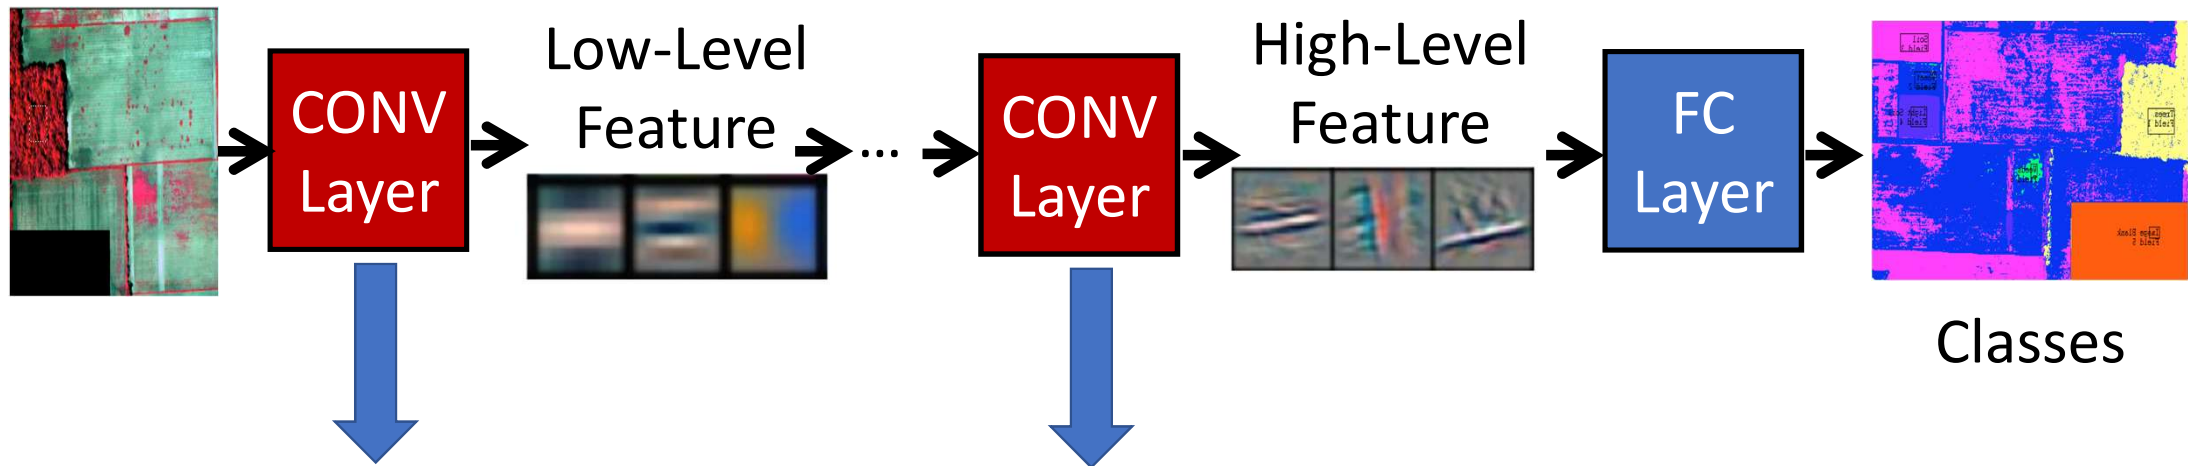 CONV
Layer
Low-Level
Feature
...
CONV
Layer
High-Level
Feature
FC
Layer
Classes